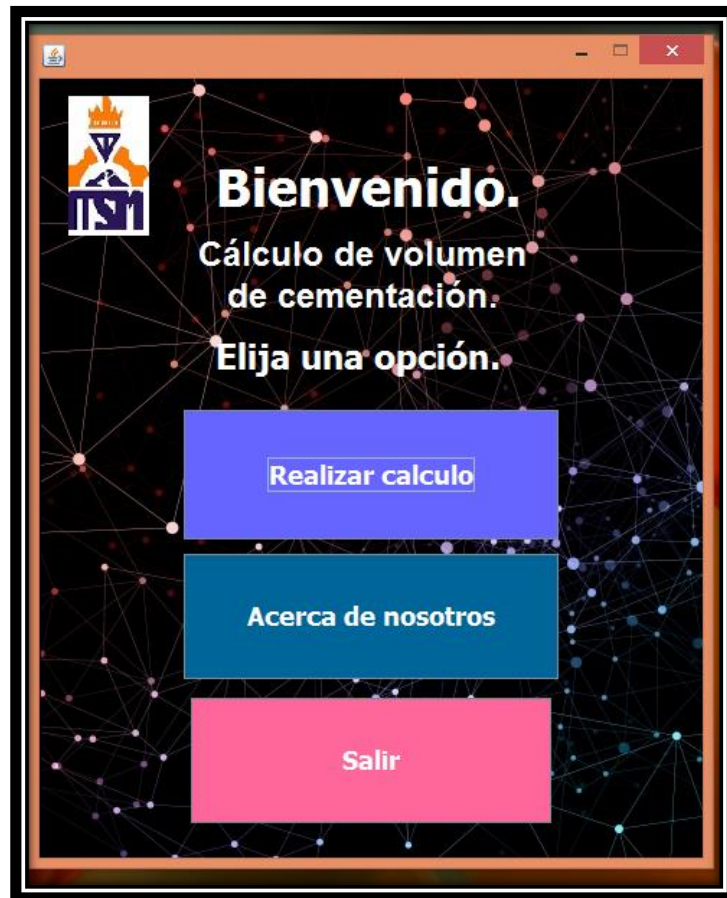 ITSM
Bienvenido.
Cálculo de volumen
de cementación.
Elija una opción.
Realizar calculo
Acerca de nosotros
Salir